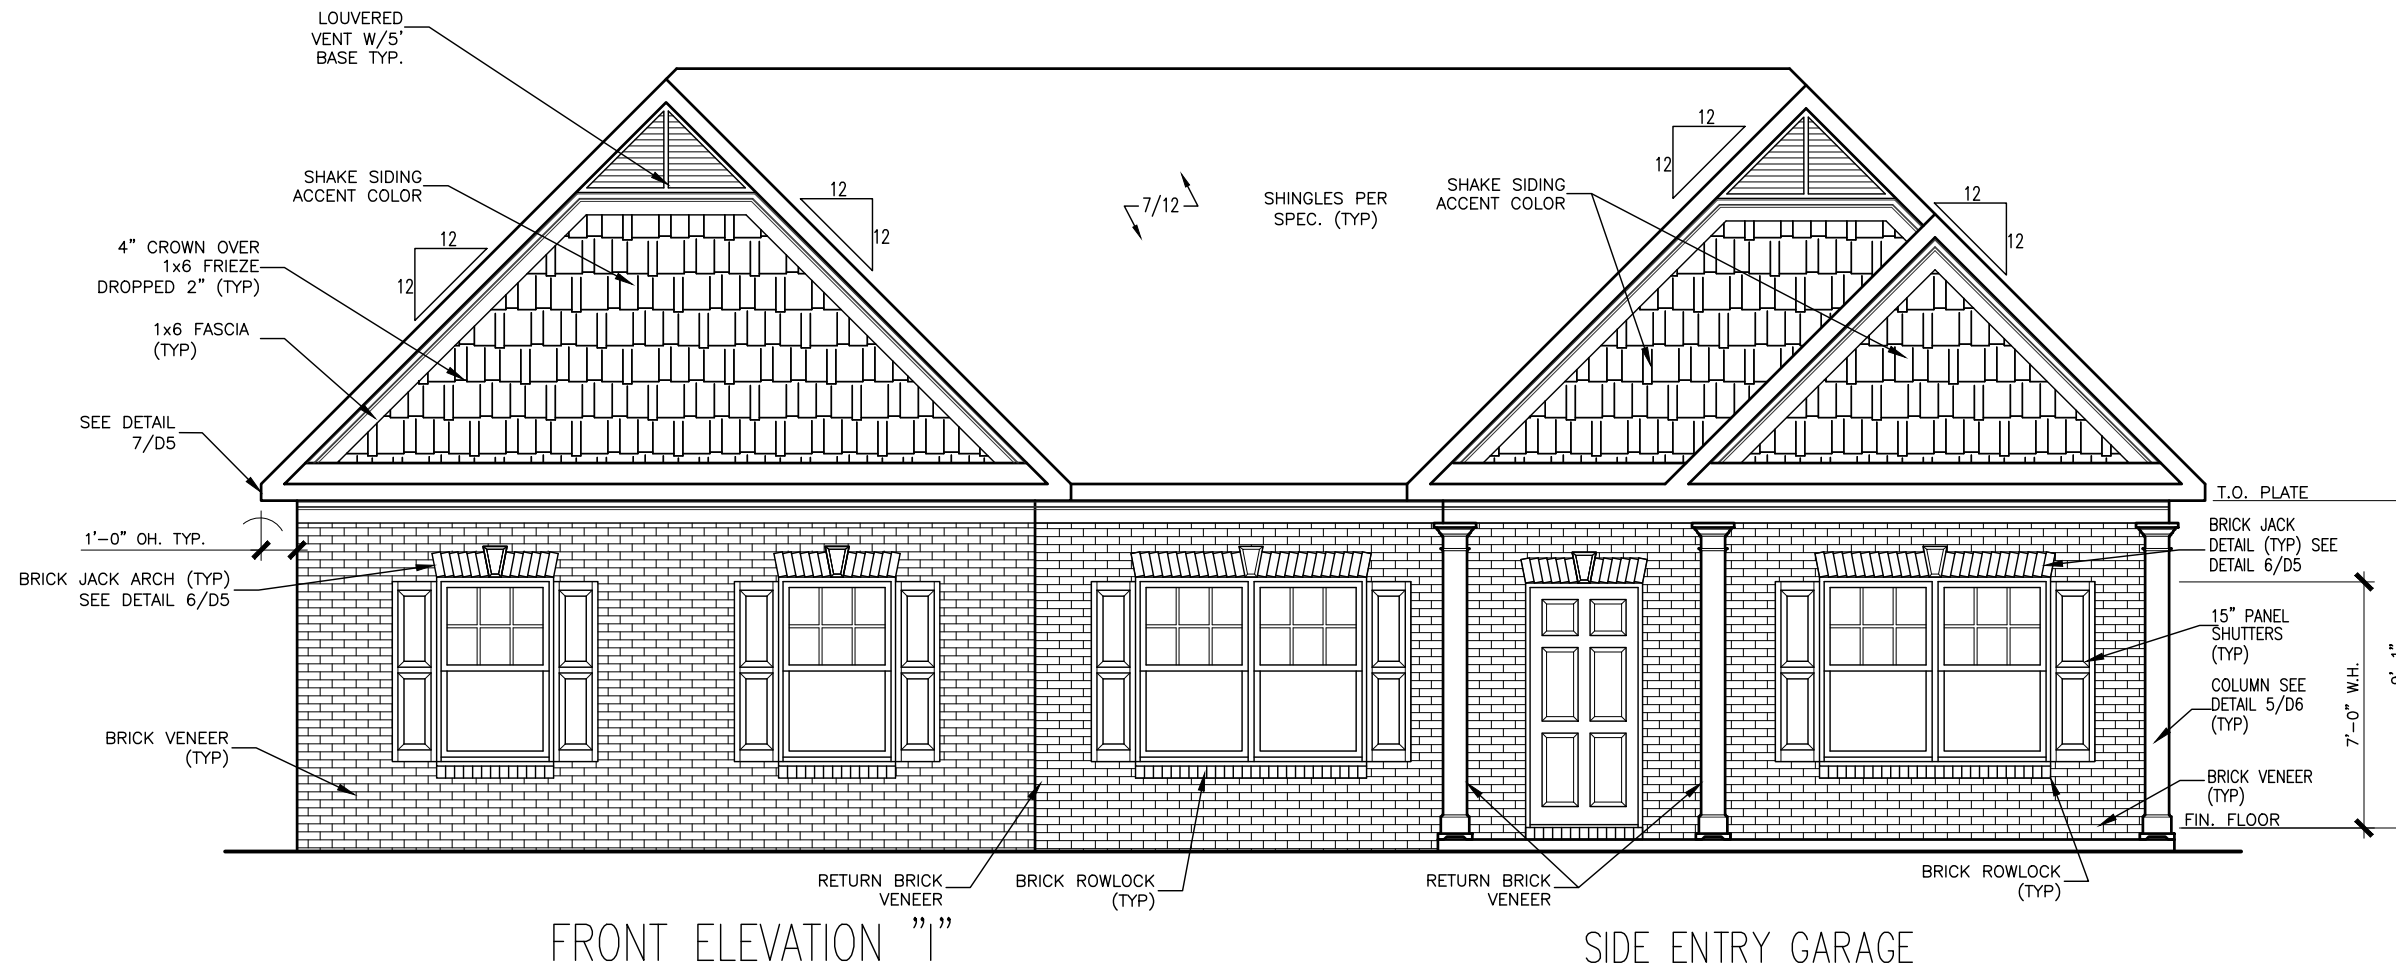 LOUVERED
VENT W/5'
BASE TYP.
SHAKE SIDING
ACCENT COLOR
4" CROWN OVER
1x6 FRIEZE
DROPPED 2" (TYP)
1x6 FASCIA
(TYP)
SEE DETAIL
7/D5
1'-0" OH. TYP.
BRICK JACK ARCH (TYP)
SEE DETAIL 6/D5
BRICK VENEER
(TYP)
12
12
12
12
7/12
SHINGLES PER
SPEC. (TYP)
SHAKE SIDING
ACCENT COLOR
12
12
12
12
T.O. PLATE
BRICK JACK
DETAIL (TYP) SEE
DETAIL 6/D5
15" PANEL
SHUTTERS
(TYP)
COLUMN SEE
DETAIL 5/D6
(TYP)
7'-0" W.H.
BRICK VENEER
(TYP)
FIN. FLOOR
RETURN BRICK
VENEER
BRICK ROWLOCK
(TYP)
RETURN BRICK
VENEER
BRICK ROWLOCK
(TYP)
FRONT ELEVATION "I"
SIDE ENTRY GARAGE